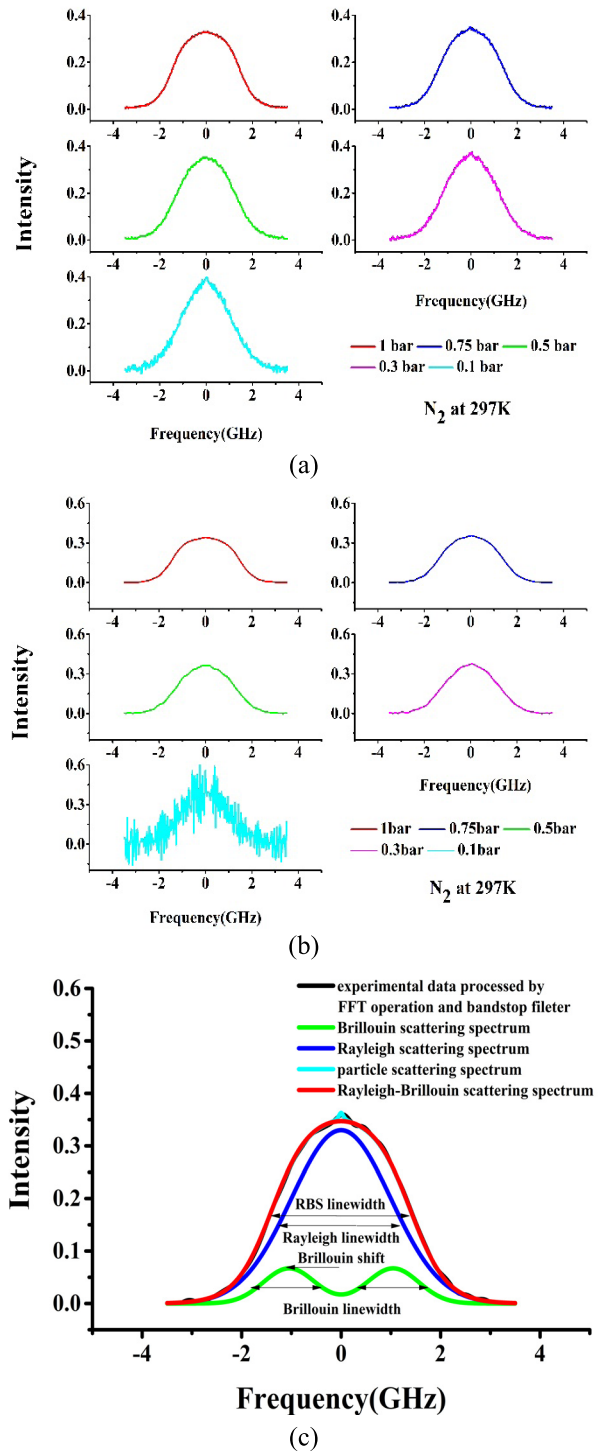 0.4
0.2
0.0
-4 -2 0 2 4
0.4
0.2
0.0
-4 -2 0 2 4
0.4
0.2
0.0
-4 -2 0 2 4
0.4
0.2
0.0
-4 -2 0 2 4
Frequency(GHz)
0.4
0.2
0.0
-4 -2 0 2 4
Frequency(GHz)
Intensity
1 bar 0.75 bar 0.5 bar
0.3 bar 0.1 bar
N2 at 297K
(a)
0.6
0.3
0.0
-4 -2 0 2 4
0.6
0.3
0.0
-4 -2 0 2 4
0.6
0.3
0.0
-4 -2 0 2 4
0.6
0.3
0.0
-4 -2 0 2 4
Frequency(GHz)
0.6
0.3
0.0
-4 -2 0 2 4
Frequency(GHz)
Intensity
1bar 0.75bar 0.5bar
0.3bar 0.1bar
N2 at 297K
(b)
experimental data processed by
FFT operation and bandstop fileter
Brillouin scattering spectrum
Rayleigh scattering spectrum
particle scattering spectrum
Rayleigh-Brillouin scattering spectrum
0.6
0.5
0.4
0.3
0.2
0.1
0.0
Intensity
RBS linewidth
Rayleigh linewidth
Brillouin shift
Brillouin linewidth
-4 -2 0 2 4
Frequency(GHz)
(c)